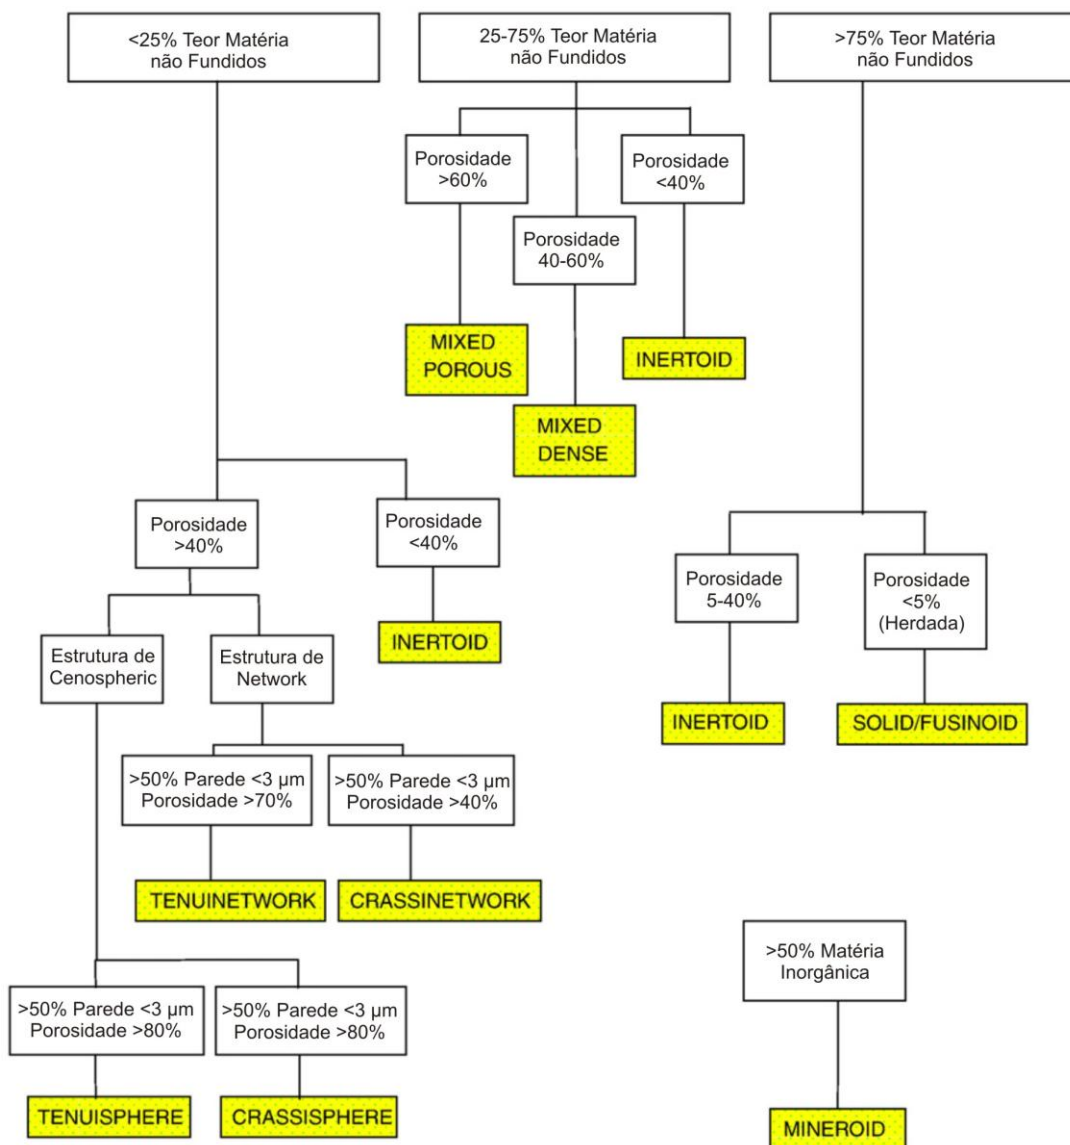 <25% Teor Matéria
não Fundidos
25-75% Teor Matéria
não Fundidos
>75% Teor Matéria
não Fundidos
Porosidade
>60%
Porosidade
<40%
Porosidade
40-60%
MIXED
POROUS
INERTOID
MIXED
DENSE
Porosidade
>40%
Porosidade
<40%
INERTOID
Estrutura de
Cenospheric
Estrutura de
Network
Porosidade
5-40%
Porosidade
<5%
(Herdada)
INERTOID
SOLID/FUSINOID
>50% Parede <3 µm
Porosidade >70%
>50% Parede <3 µm
Porosidade >40%
TENUINETWORK
CRASSINETWORK
>50% Matéria
Inorgânica
>50% Parede <3 µm
Porosidade >80%
>50% Parede <3 µm
Porosidade >80%
TENUISPHERE
CRASSISPHERE
MINEROID